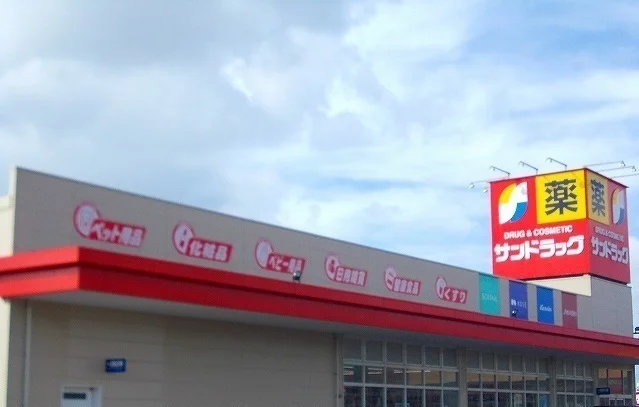 ペット用品
化粧品
ベビー用品
日用雑貨
健康食品
くすり
薬
DRUG & COSMETIC
サンドラッグ
薬
DRUG & COSMETIC
サンドラッグ